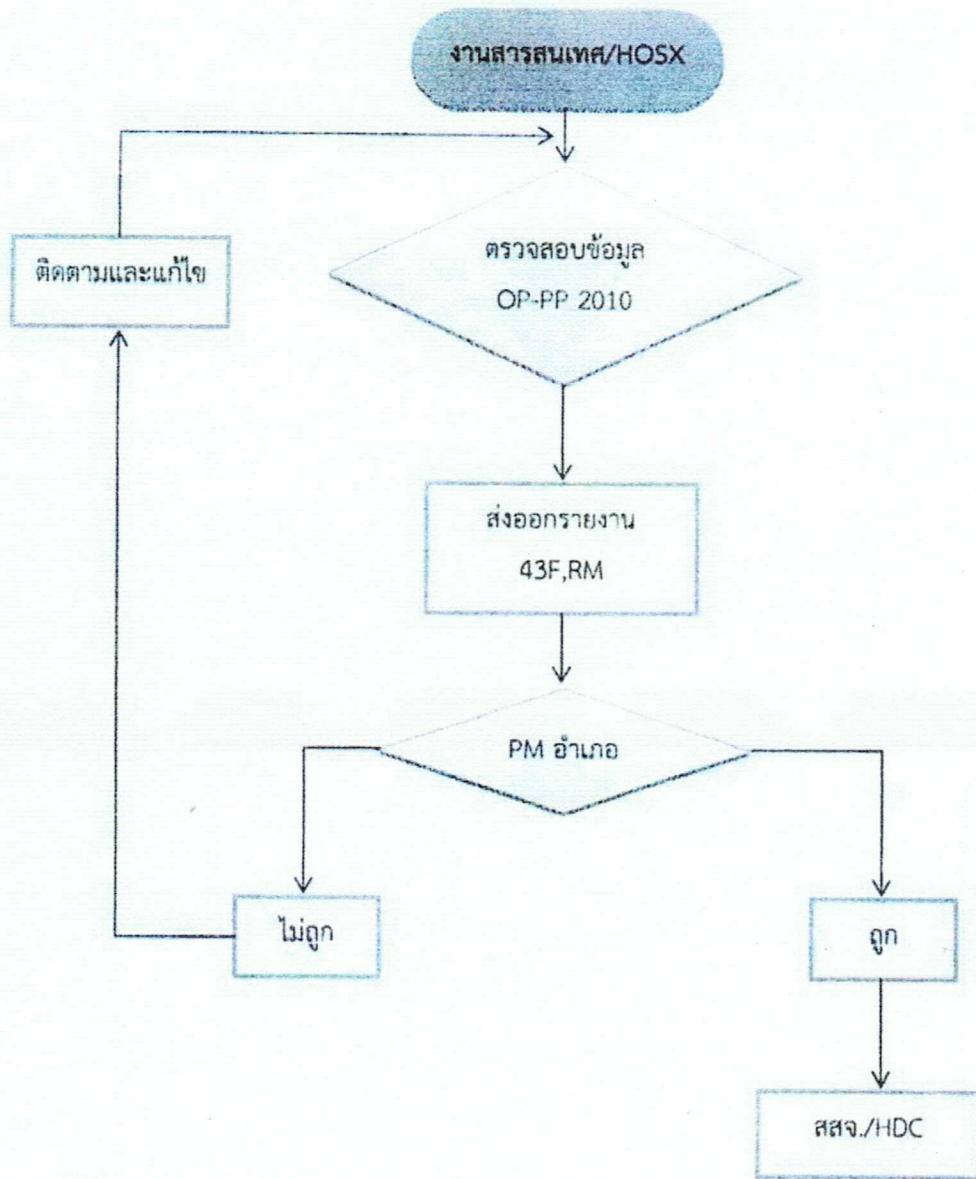 งานสารสนเทศ/HOSX
ติดตามและแก้ไข
ตรวจสอบข้อมูล
OP-PP 2010
ส่งออกรายงาน
43F,RM
PM อำเภอ
ไม่ถูก
ถูก
สสจ./HDC